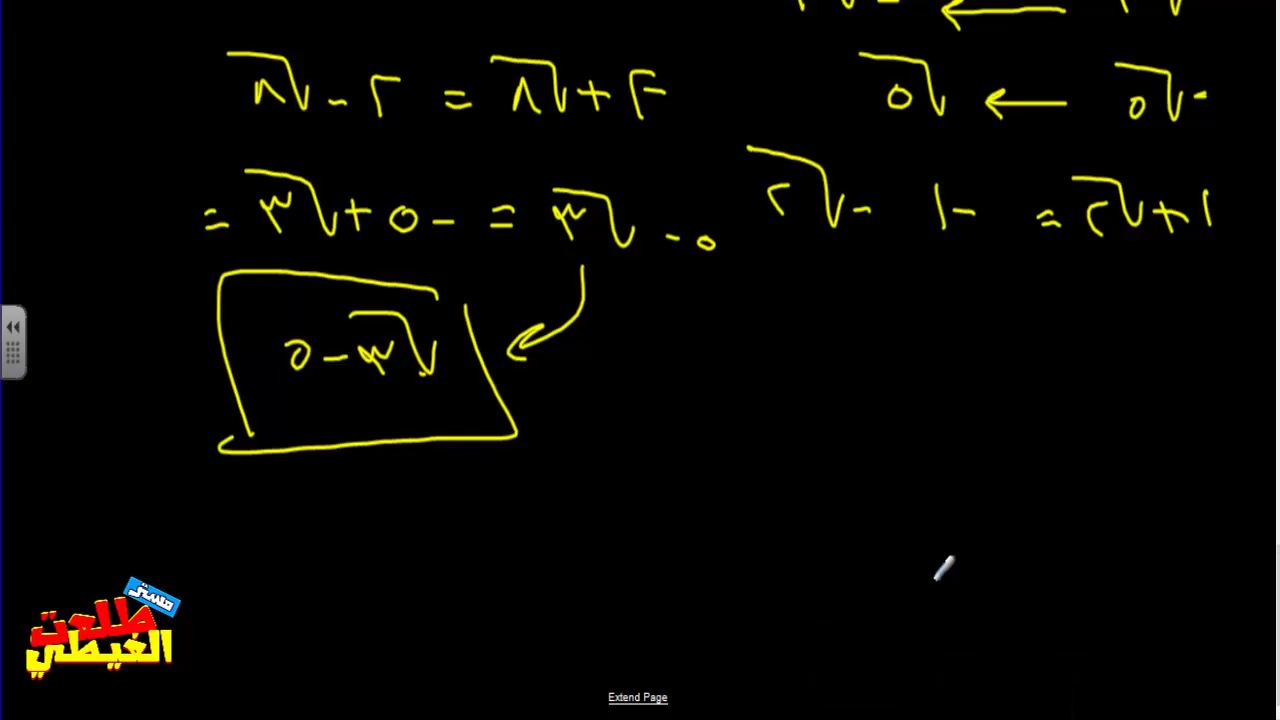 -√٥ ← √٥
٢ + √٨ = ٢ - √٨
١ + √٢ = -١ - √٢
-٥ √٣ = -٥ + √٣ =
√٣ - ٥
مستر
طلعت
الغيطي
Extend Page